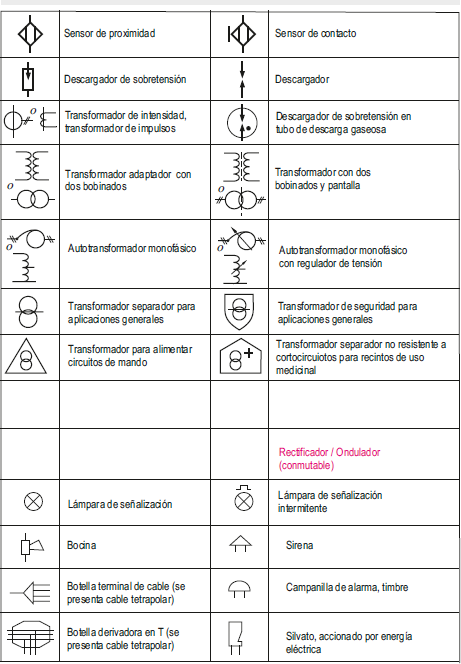 Sensor de proximidad
Sensor de contacto
Descargador de sobretensión
Descargador
o
Transformador de intensidad,
transformador de impulsos
Descargador de sobretensión en
tubo de descarga gaseosa
o
Transformador adaptador con
dos bobinados
o
Transformador con dos
bobinados y pantalla
o
Autotransformador monofásico
o
Autotransformador monofásico
con regulador de tensión
Transformador separador para
aplicaciones generales
Transformador de seguridad para
aplicaciones generales
Transformador para alimentar
circuitos de mando
Transformador separador no resistente a
cortocircuiotos para recintos de uso
medicinal
Rectificador / Ondulador
(conmutable)
Lámpara de señalización
Lámpara de señalización
intermitente
Bocina
Sirena
Botella terminal de cable (se
presenta cable tetrapolar)
Campanilla de alarma, timbre
Botella derivadora en T (se
presenta cable tetrapolar)
Silvato, accionado por energía
eléctrica